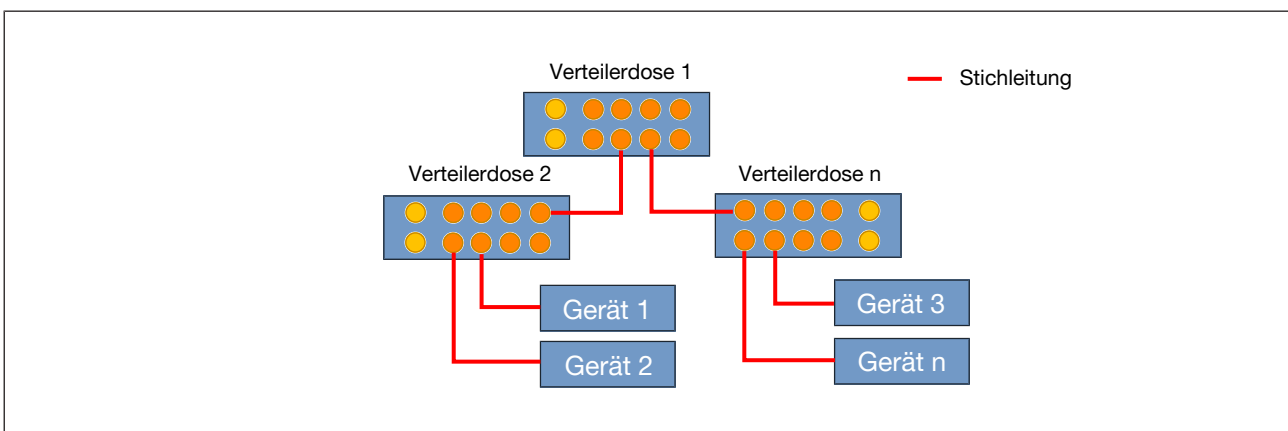 Verteilerdose 1
Stichleitung
Verteilerdose 2
Verteilerdose n
Gerät 1
Gerät 3
Gerät 2
Gerät n